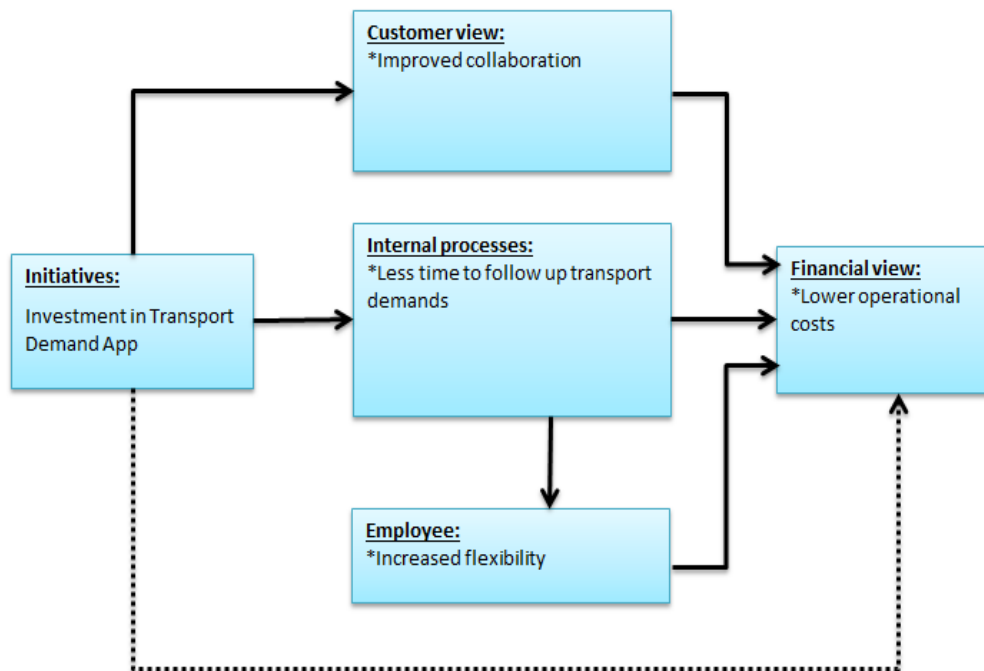 Customer view:
*Improved collaboration
Internal processes:
*Less time to follow up transport
demands
Initiatives:
Investment in Transport
Demand App
Financial view:
*Lower operational
costs
Employee:
*Increased flexibility